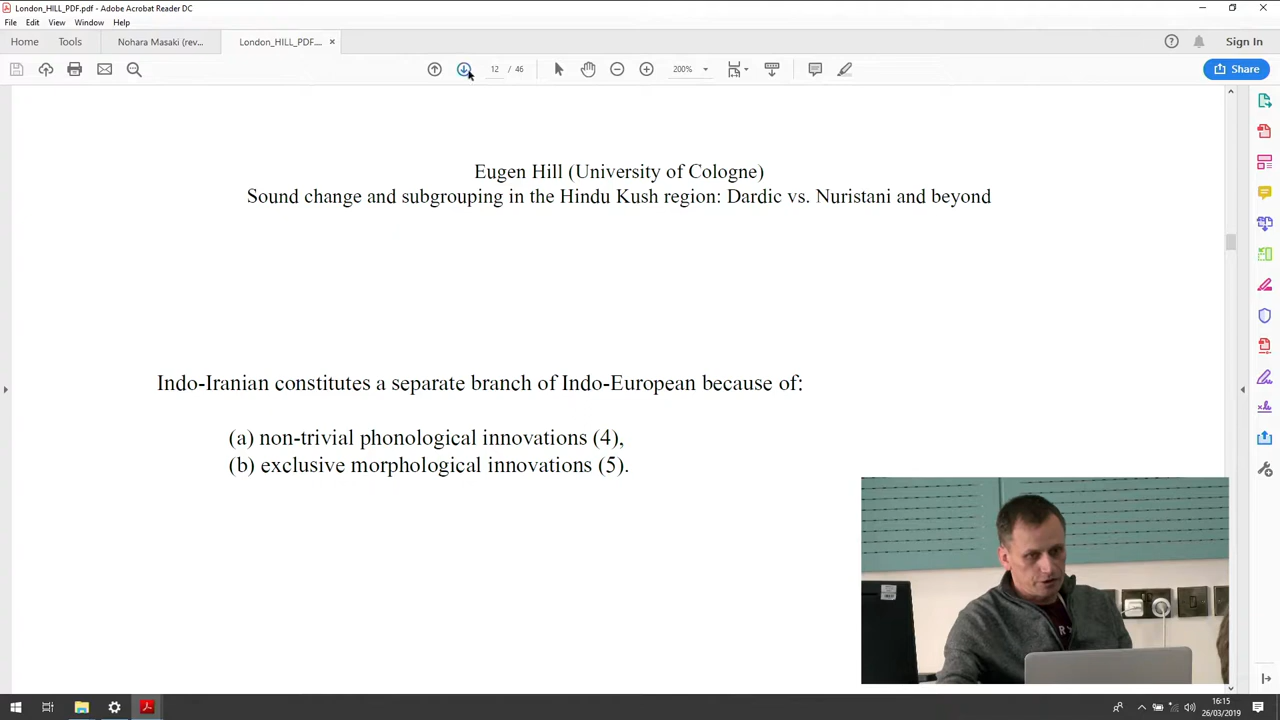 London_HILL_PDF.pdf - Adobe Acrobat Reader DC
File Edit View Window Help
Home Tools Nohara Masaki (rev... London_HILL_PDF.... ×
Sign In
12 / 46 200%
Share
Eugen Hill (University of Cologne)
Sound change and subgrouping in the Hindu Kush region: Dardic vs. Nuristani and beyond
Indo-Iranian constitutes a separate branch of Indo-European because of:
(a) non-trivial phonological innovations (4),
(b) exclusive morphological innovations (5).
16:15
26/03/2019